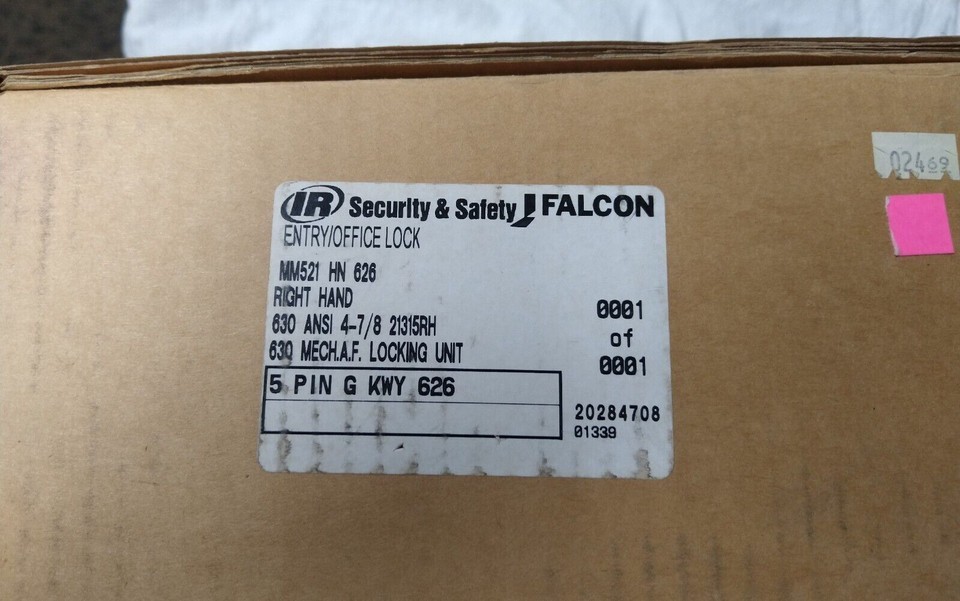 02469
IR Security & Safety FALCON
ENTRY/OFFICE LOCK
MM521 HN 626
RIGHT HAND
630 ANSI 4-7/8 21315RH
630 MECH.A.F. LOCKING UNIT
0001
of
0001
5 PIN G KWY 626
20284708
01339